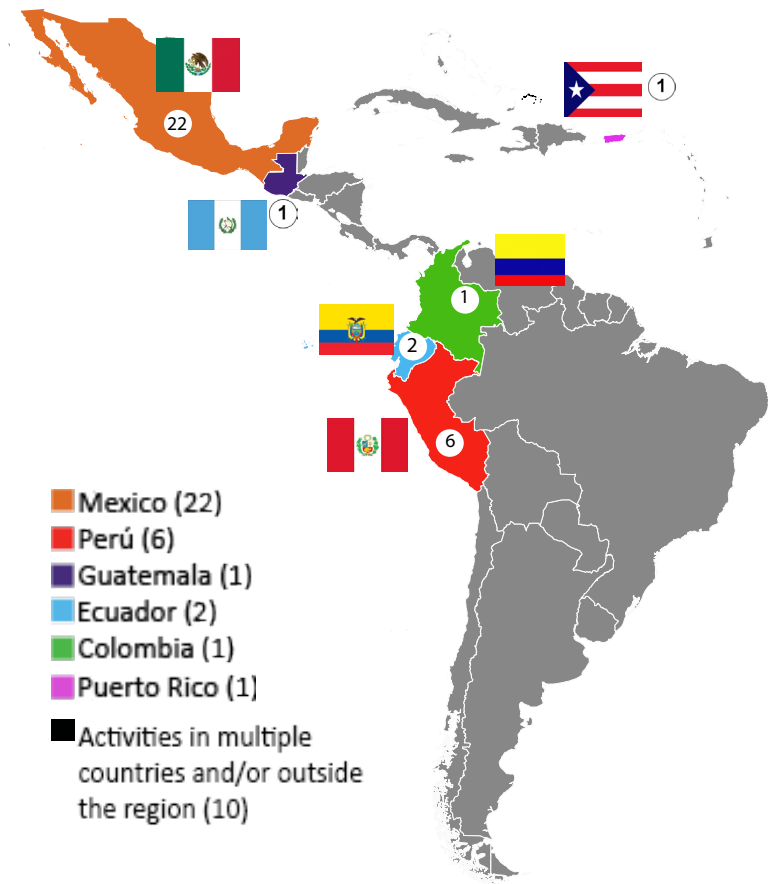 1
22
1
1
2
6
Mexico (22)
Perú (6)
Guatemala (1)
Ecuador (2)
Colombia (1)
Puerto Rico (1)
Activities in multiple
countries and/or outside
the region (10)